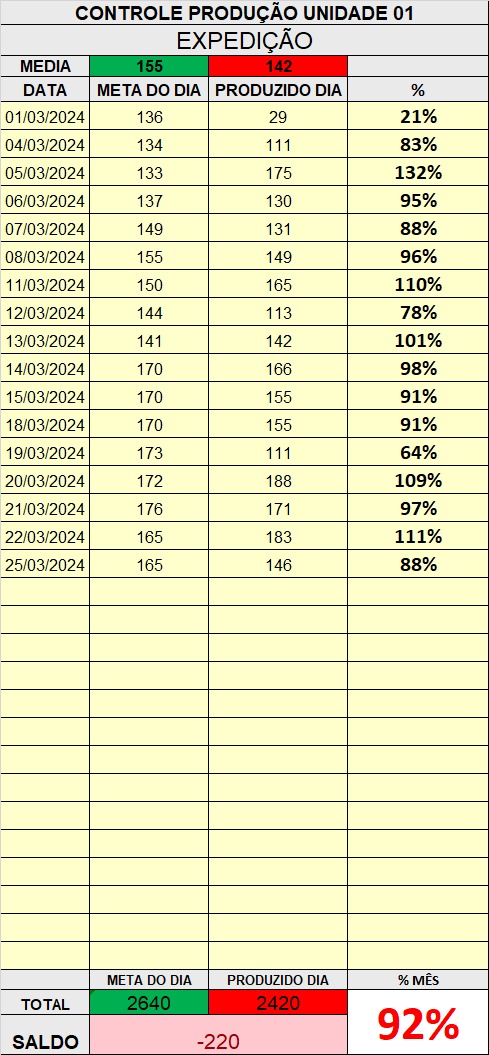 CONTROLE PRODUÇÃO UNIDADE 01
EXPEDIÇÃO
MEDIA 155 142
DATA META DO DIA PRODUZIDO DIA %
01/03/2024 136 29 21%
04/03/2024 134 111 83%
05/03/2024 133 175 132%
06/03/2024 137 130 95%
07/03/2024 149 131 88%
08/03/2024 155 149 96%
11/03/2024 150 165 110%
12/03/2024 144 113 78%
13/03/2024 141 142 101%
14/03/2024 170 166 98%
15/03/2024 170 155 91%
18/03/2024 170 155 91%
19/03/2024 173 111 64%
20/03/2024 172 188 109%
21/03/2024 176 171 97%
22/03/2024 165 183 111%
25/03/2024 165 146 88%
META DO DIA PRODUZIDO DIA % MÊS
TOTAL 2640 2420 92%
SALDO -220